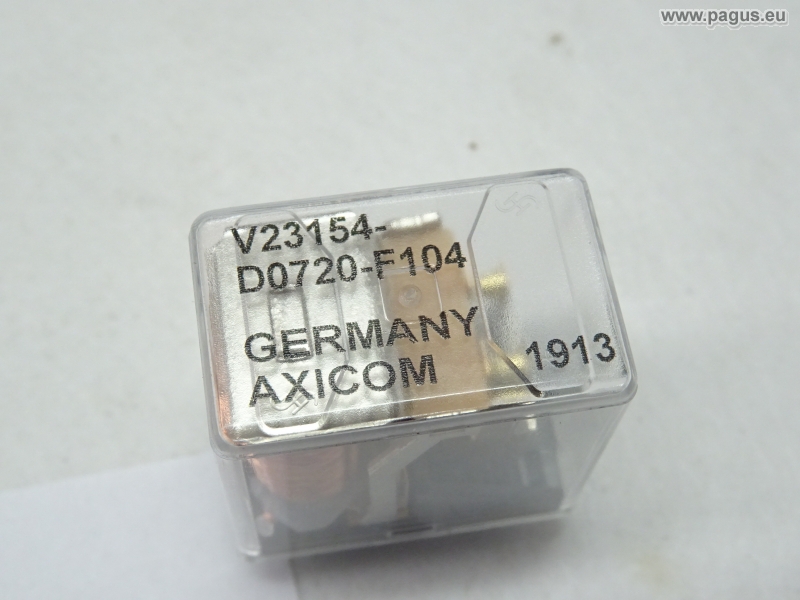 www.pagus.eu
V23154-
D0720-F104
GERMANY
AXICOM
1913